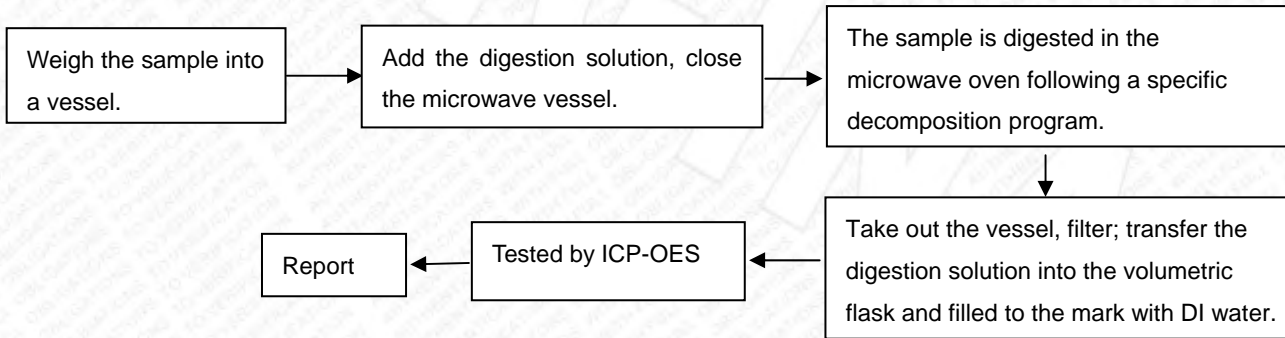 Weigh the sample into
a vessel.
Add the digestion solution, close
the microwave vessel.
The sample is digested in the
microwave oven following a specific
decomposition program.
Take out the vessel, filter; transfer the
digestion solution into the volumetric
flask and filled to the mark with DI water.
Tested by ICP-OES
Report